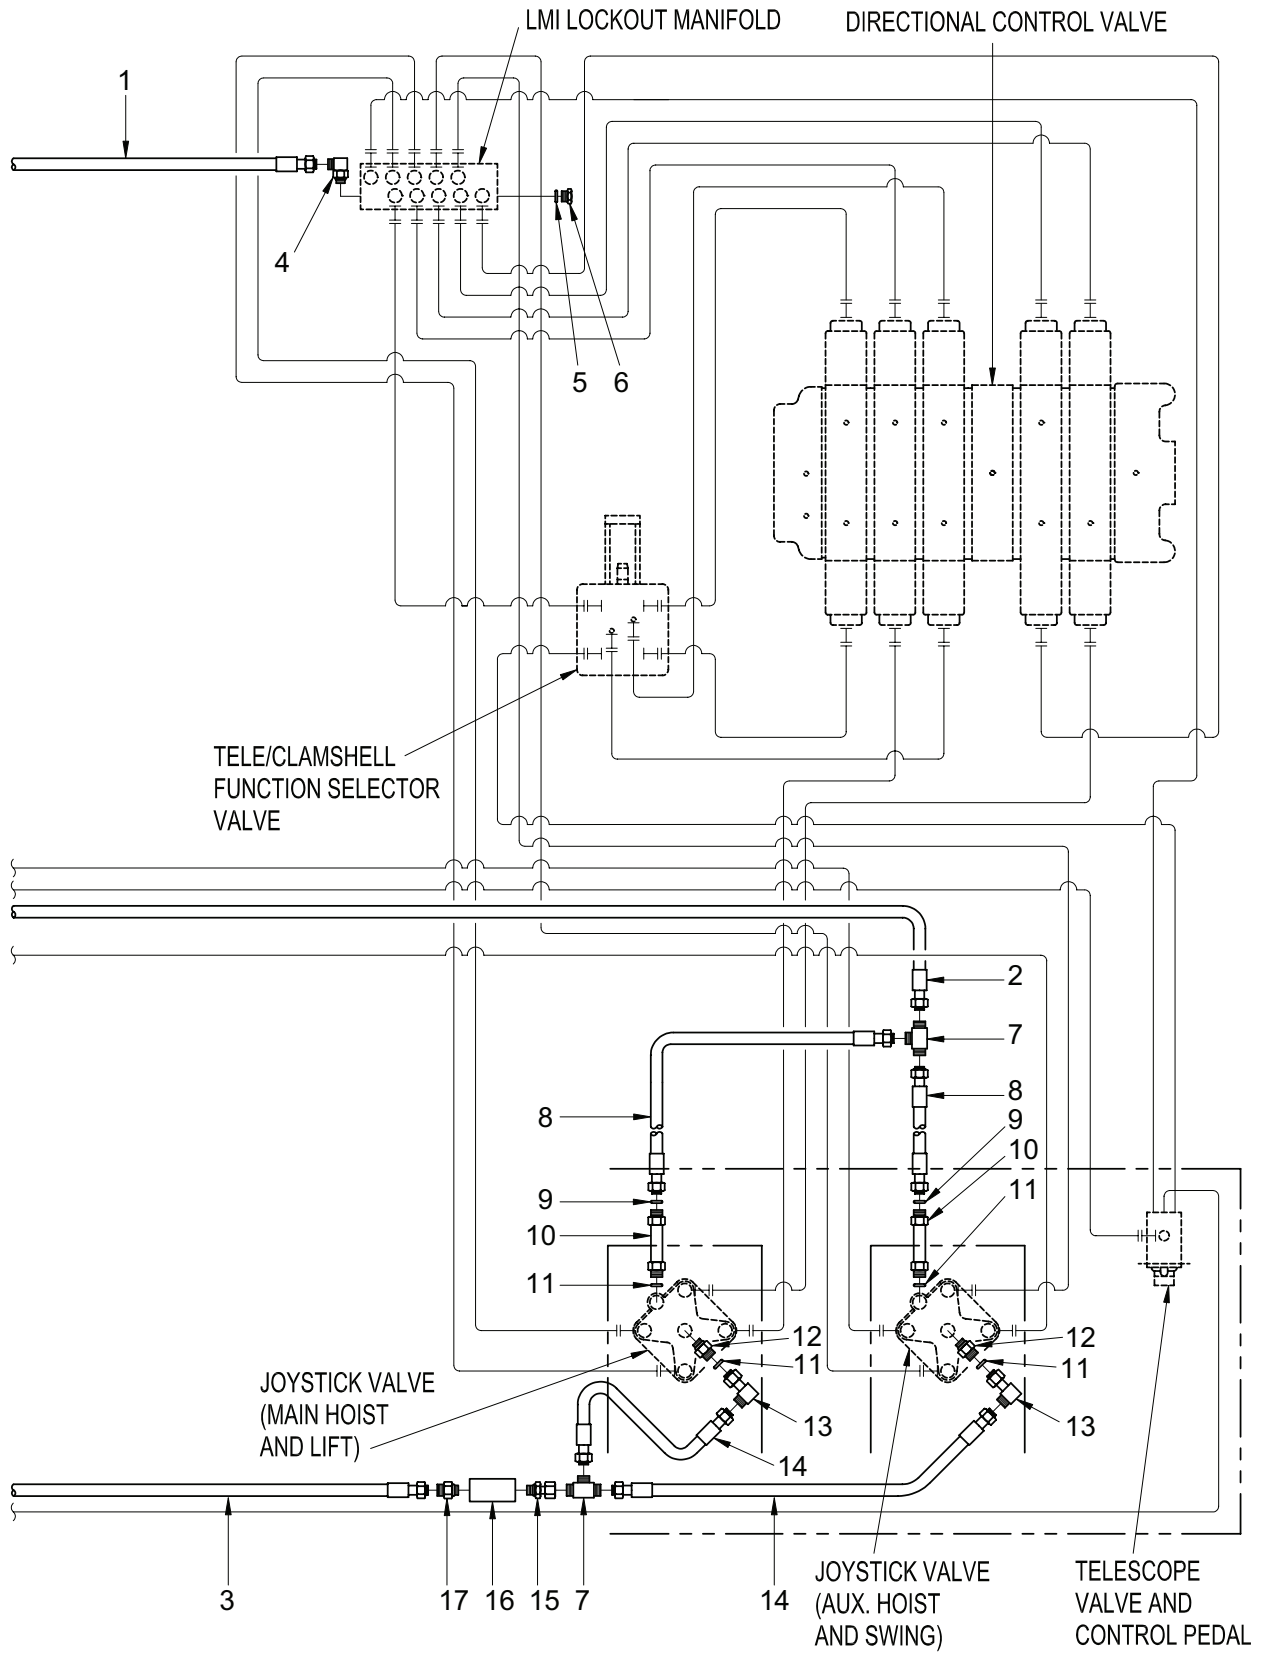 LMI LOCKOUT MANIFOLD
DIRECTIONAL CONTROL VALVE
1
4
5
6
TELE/CLAMSHELL
FUNCTION SELECTOR
VALVE
2
7
8
8
9
10
11
9
10
11
12
11
12
11
JOYSTICK VALVE
(MAIN HOIST
AND LIFT)
13
13
14
3
17
16
15
7
14
JOYSTICK VALVE
(AUX. HOIST
AND SWING)
TELESCOPE
VALVE AND
CONTROL PEDAL